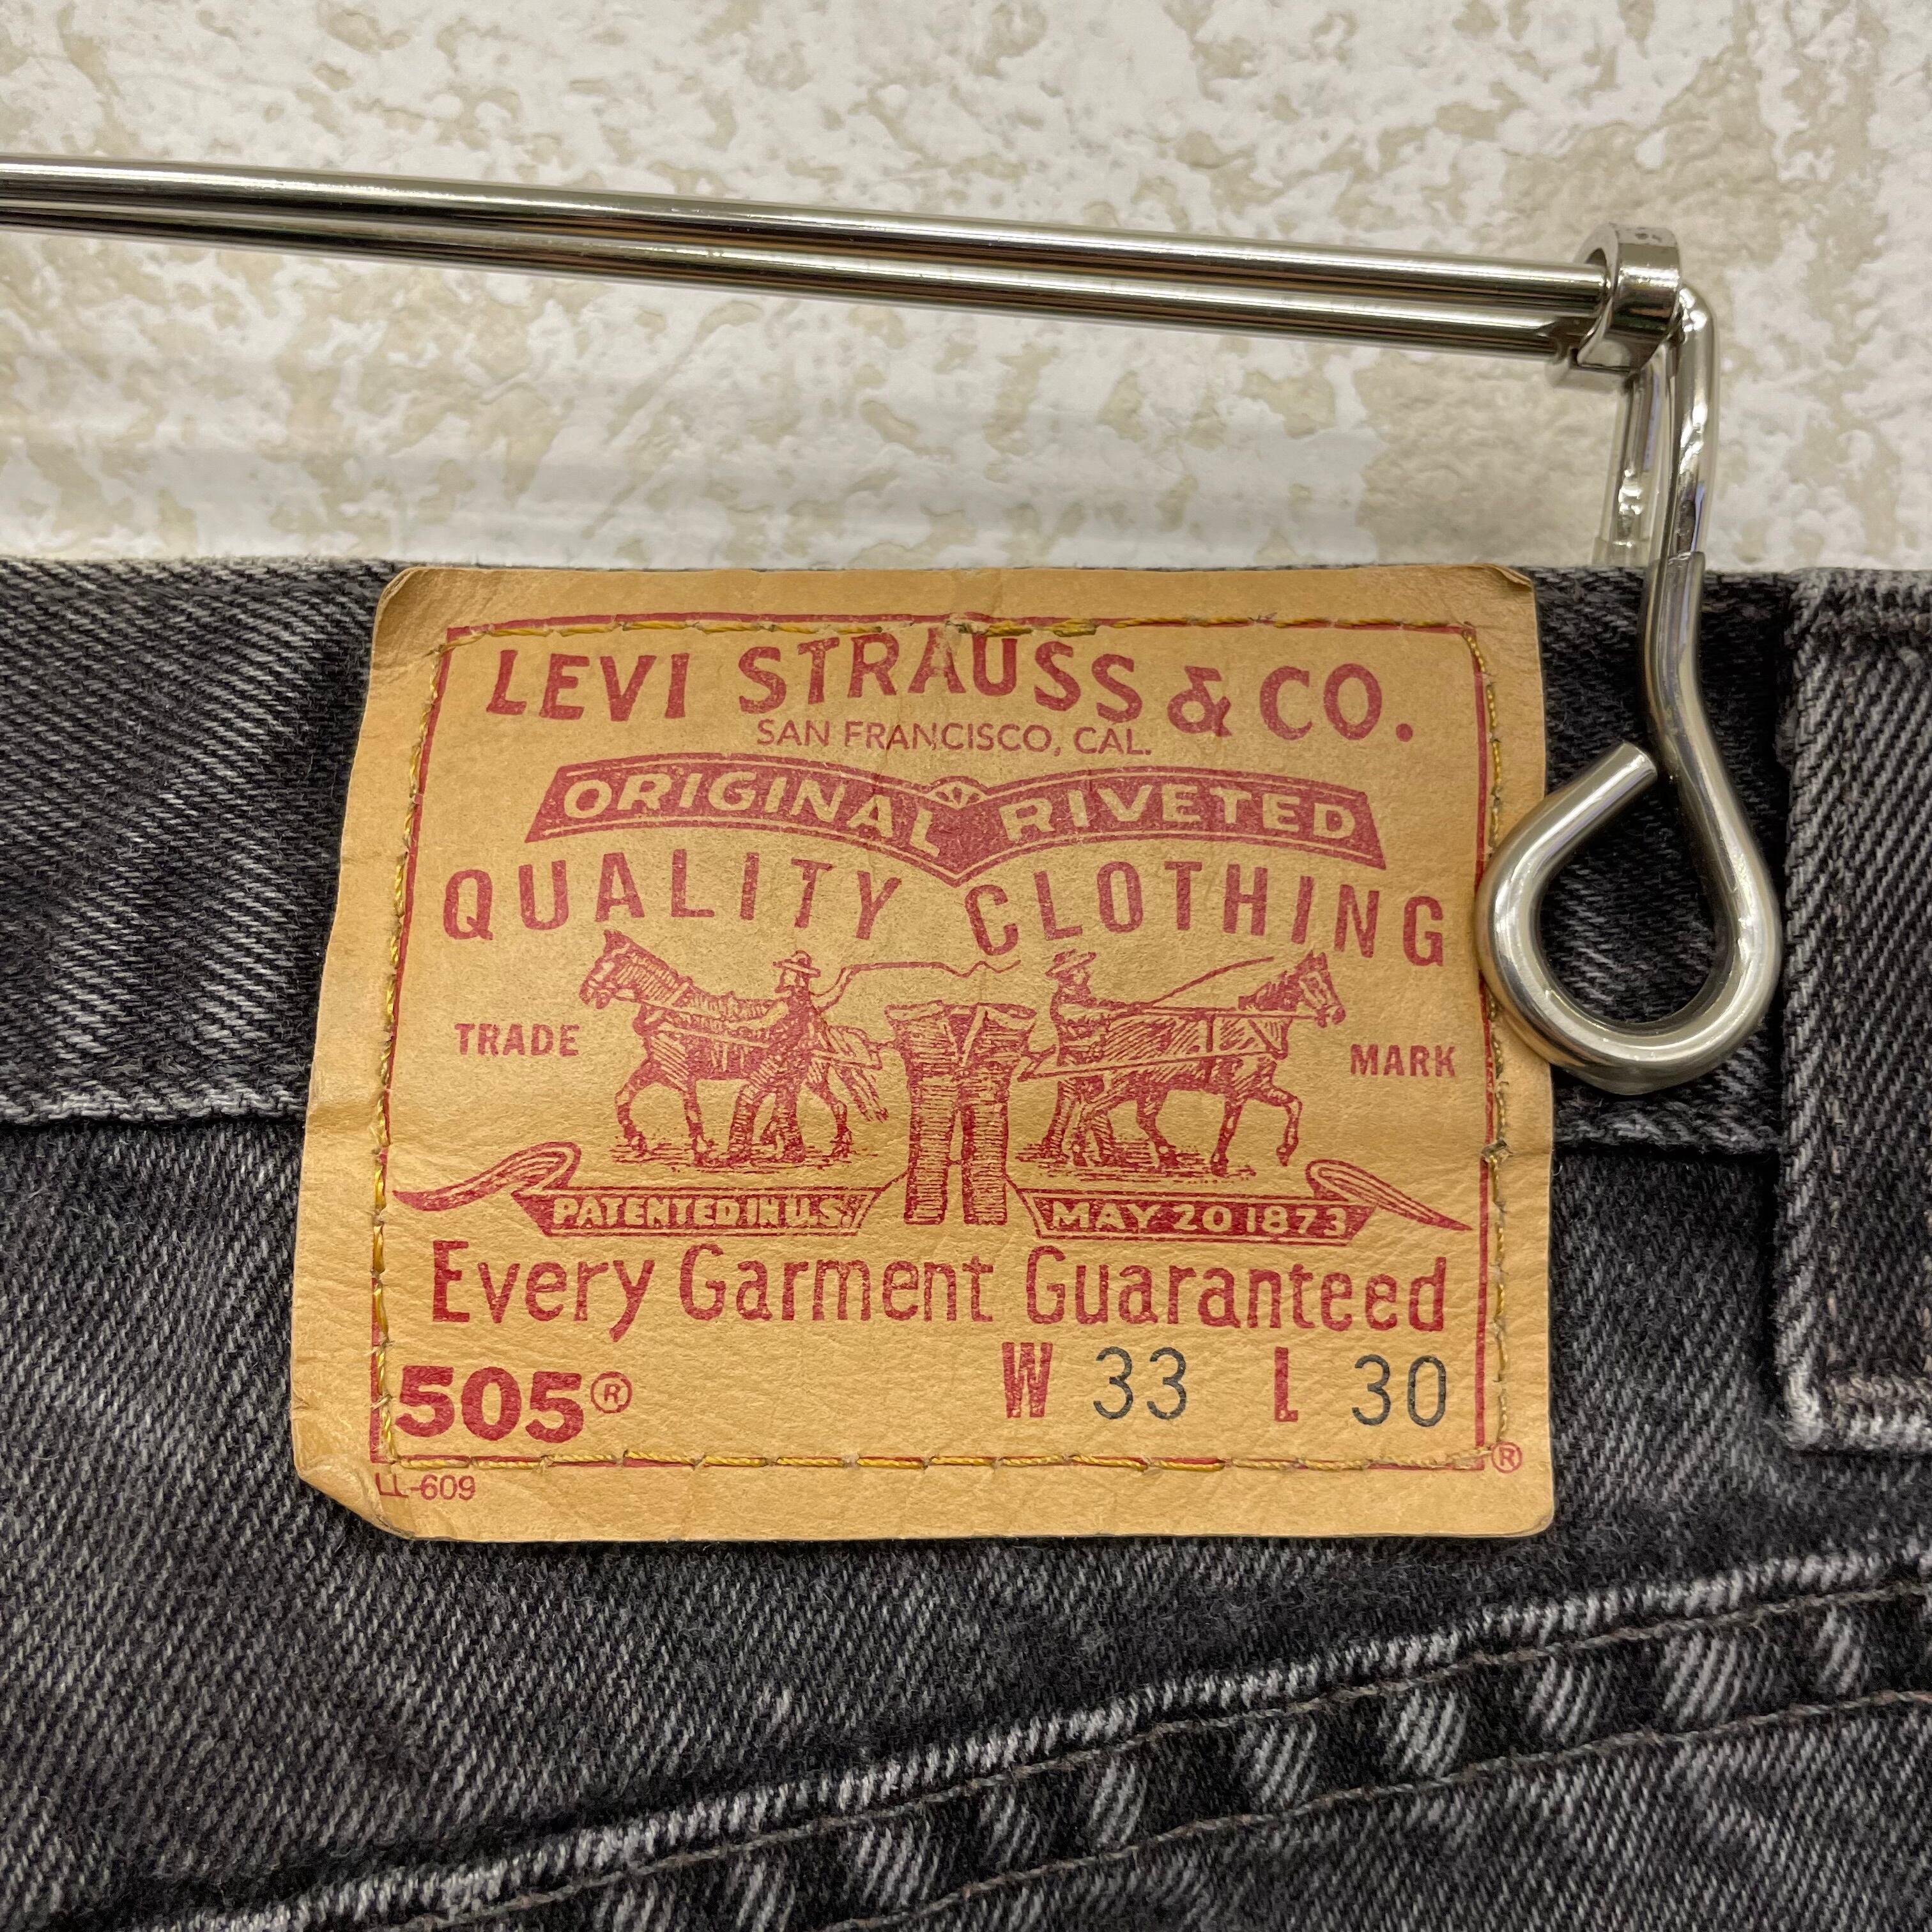 LEVI STRAUSS & CO.
SAN FRANCISCO, CAL.
ORIGINAL RIVETED
QUALITY CLOTHING
TRADE MARK
PATENTED IN U.S. MAY 20 1873
Every Garment Guaranteed
505® W 33 L 30
®
LL-609